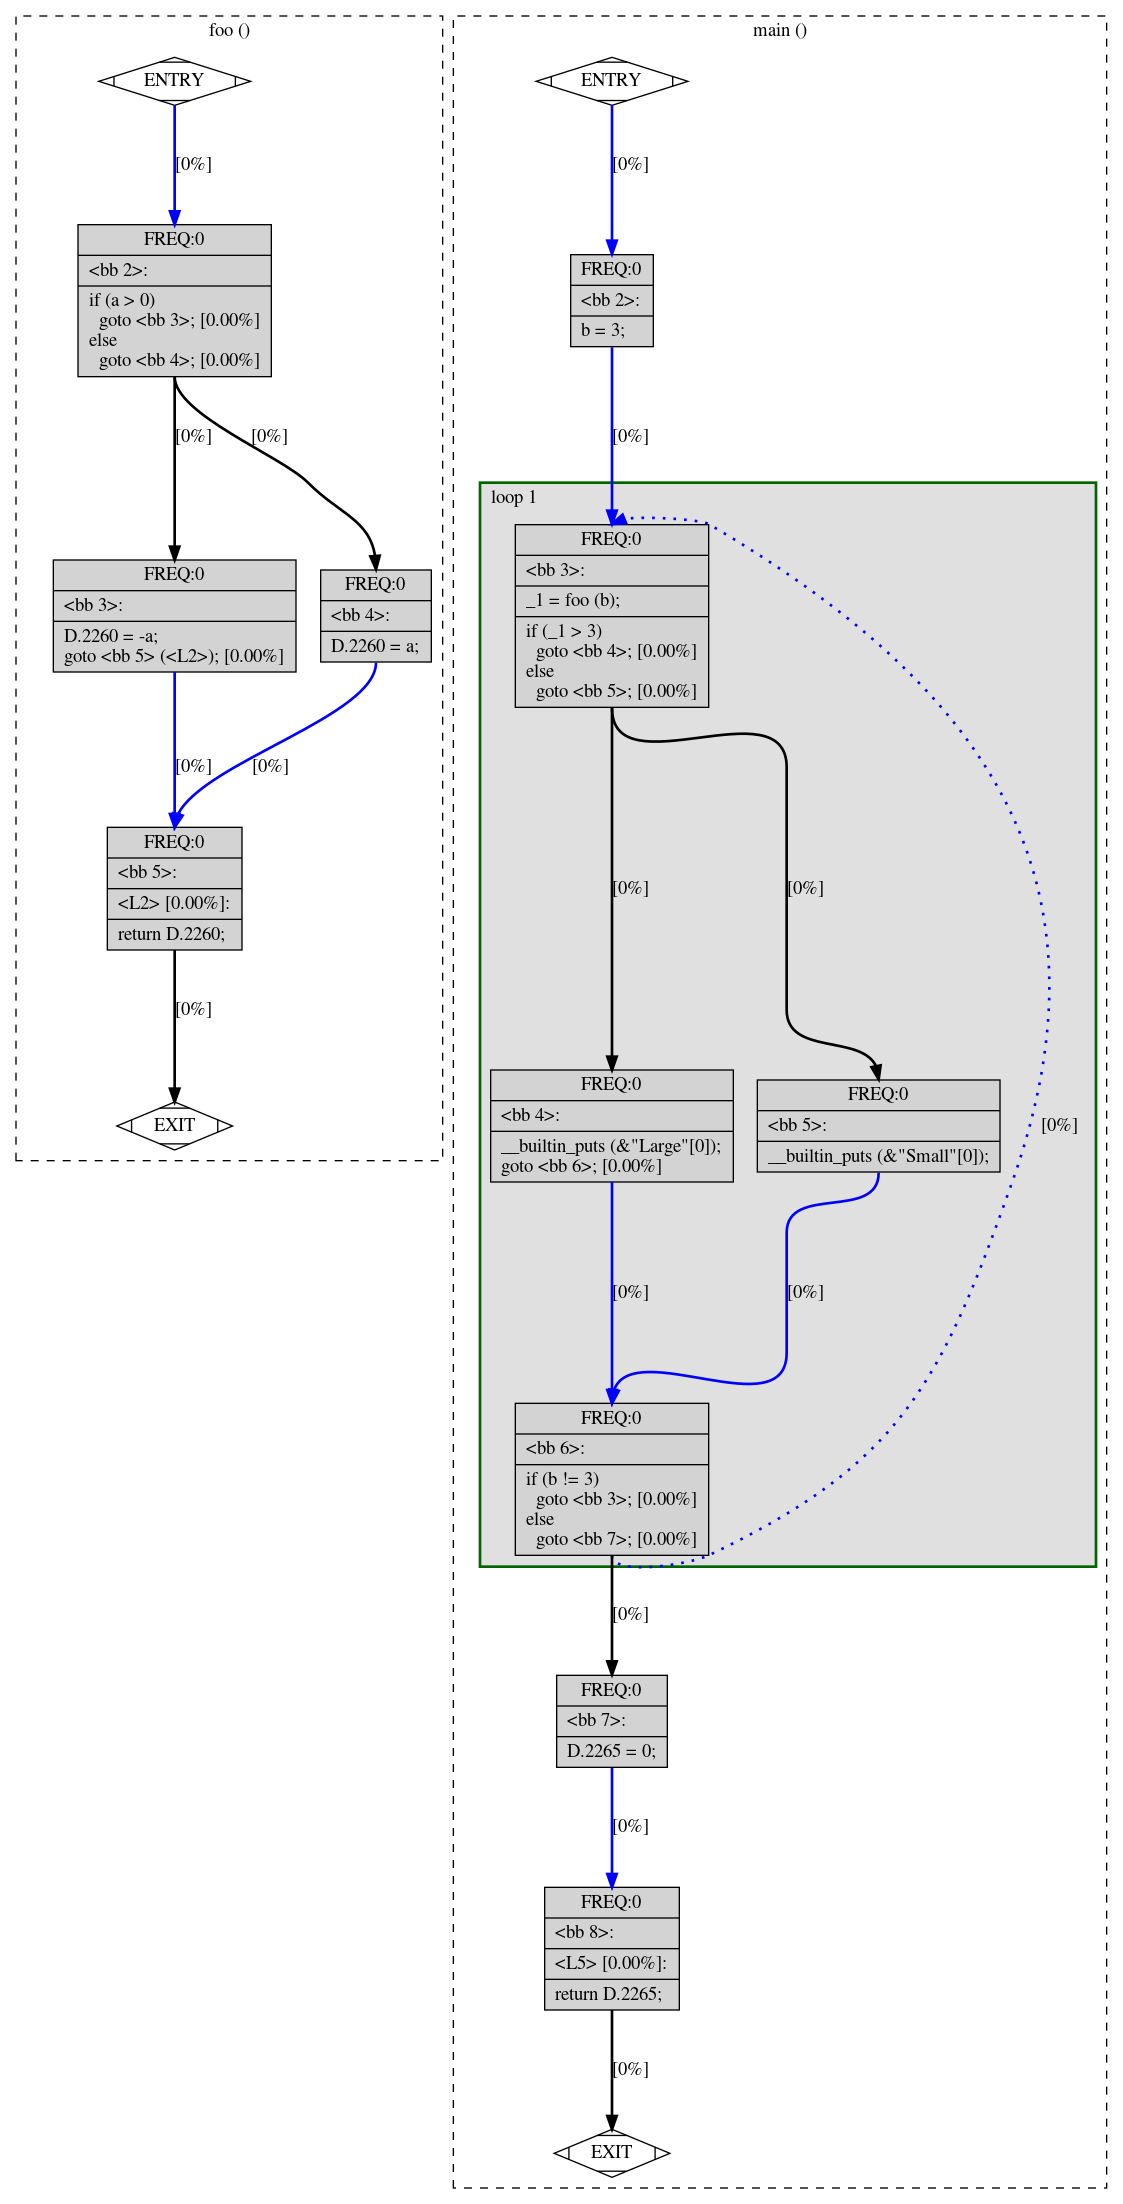 foo ()
ENTRY
[0%]
FREQ:0
<bb 2>:
if (a > 0)
  goto <bb 3>; [0.00%]
else
  goto <bb 4>; [0.00%]
[0%]
[0%]
FREQ:0
<bb 3>:
D.2260 = -a;
goto <bb 5> (<L2>); [0.00%]
FREQ:0
<bb 4>:
D.2260 = a;
[0%]
[0%]
FREQ:0
<bb 5>:
<L2> [0.00%]:
return D.2260;
[0%]
EXIT
main ()
ENTRY
[0%]
FREQ:0
<bb 2>:
b = 3;
[0%]
loop 1
FREQ:0
<bb 3>:
_1 = foo (b);
if (_1 > 3)
  goto <bb 4>; [0.00%]
else
  goto <bb 5>; [0.00%]
[0%]
[0%]
FREQ:0
<bb 4>:
__builtin_puts (&"Large"[0]);
goto <bb 6>; [0.00%]
FREQ:0
<bb 5>:
__builtin_puts (&"Small"[0]);
[0%]
[0%]
[0%]
FREQ:0
<bb 6>:
if (b != 3)
  goto <bb 3>; [0.00%]
else
  goto <bb 7>; [0.00%]
[0%]
FREQ:0
<bb 7>:
D.2265 = 0;
[0%]
FREQ:0
<bb 8>:
<L5> [0.00%]:
return D.2265;
[0%]
EXIT